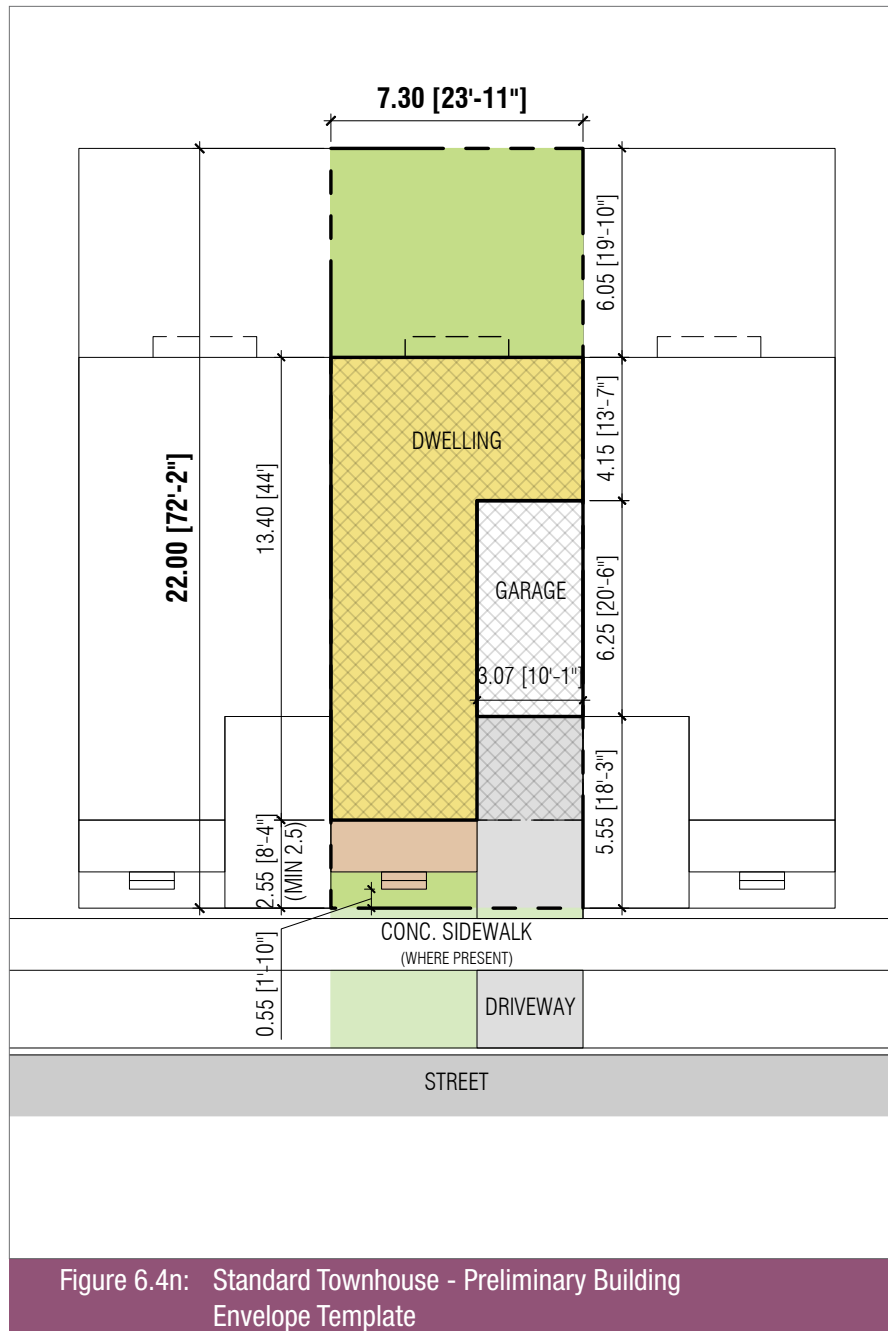 7.30 [23'-11"]
6.05 [19'-10"]
DWELLING
4.15 [13'-7"]
22.00 [72'-2"]
13.40 [44']
GARAGE
6.25 [20'-6"]
3.07 [10'-1"]
5.55 [18'-3"]
2.55 [8'-4"]
(MIN 2.5)
0.55 [1'-10"]
CONC. SIDEWALK
(WHERE PRESENT)
DRIVEWAY
STREET
Figure 6.4n: Standard Townhouse - Preliminary Building
Envelope Template